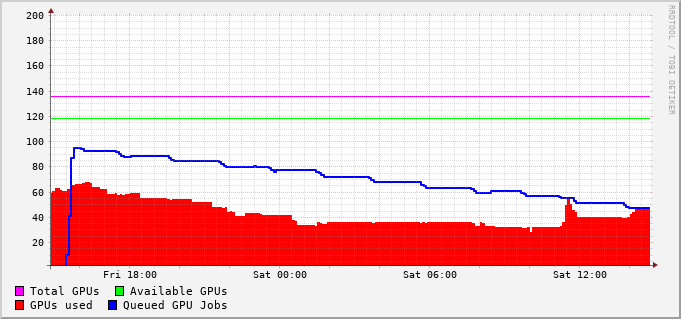 200
180
160
140
120
100
80
60
40
20
Fri 18:00 Sat 00:00 Sat 06:00 Sat 12:00
Total GPUs Available GPUs
GPUs used Queued GPU Jobs
RRDTOOL / TOBI OETIKER